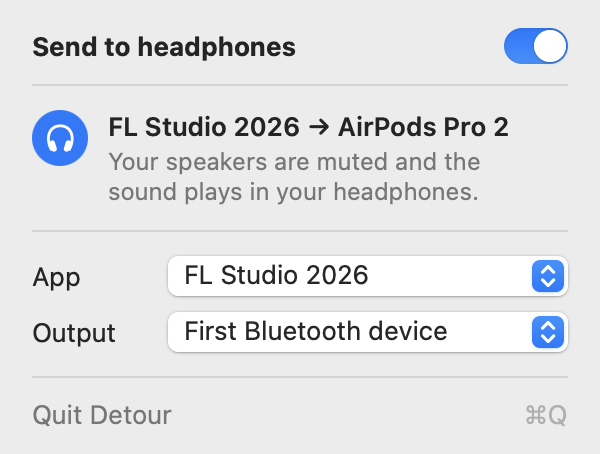 Send to headphones
FL Studio 2026 → AirPods Pro 2
Your speakers are muted and the
sound plays in your headphones.
App
FL Studio 2026
Output
First Bluetooth device
Quit Detour
⌘Q